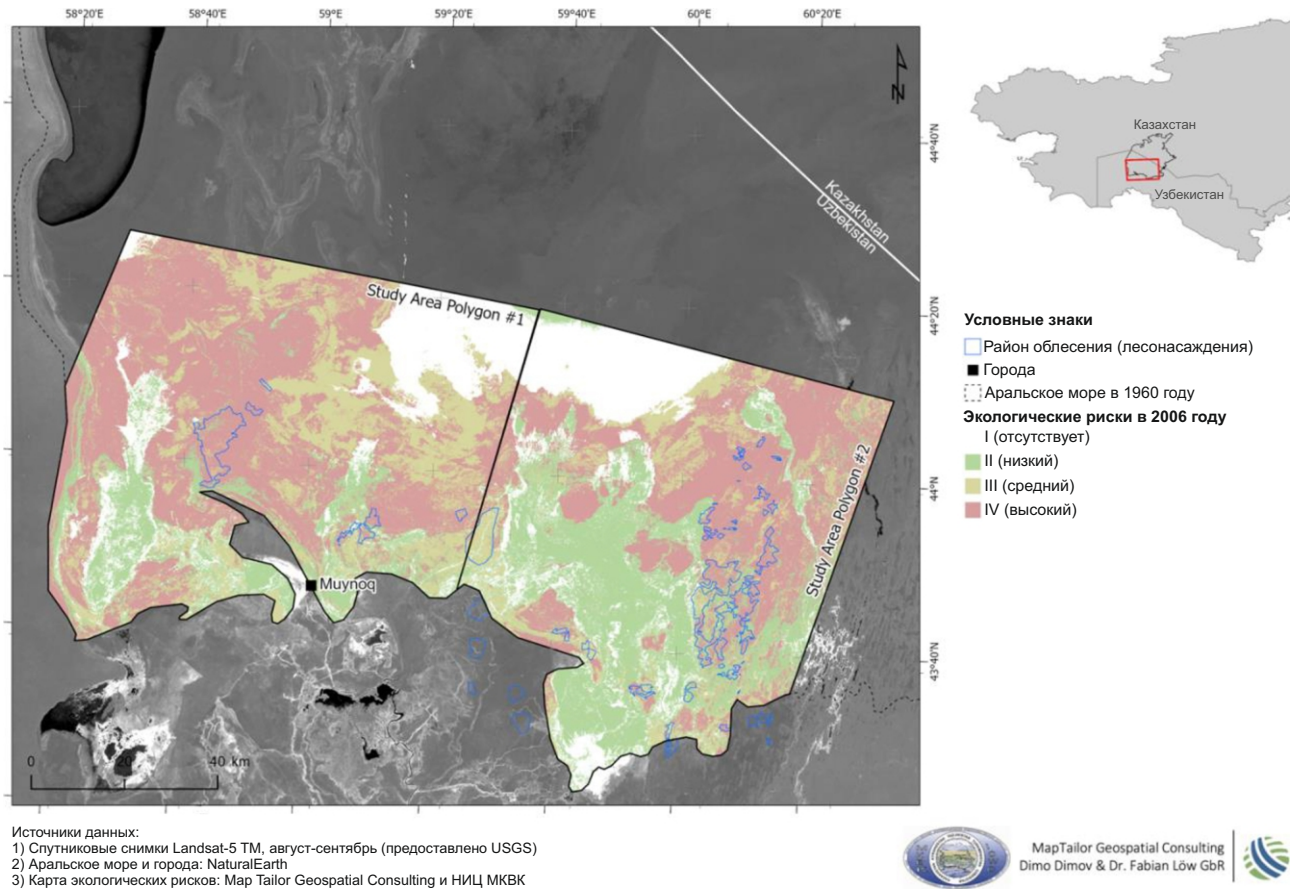 58°20'E 58°40'E 59°E 59°20'E 59°40'E 60°E 60°20'E
N
44°40'N
44°20'N
44°N
43°40'N
Kazakhstan
Uzbekistan
Study Area Polygon #1
Study Area Polygon #2
Muynoq
0 20 40 km
Казахстан
Узбекистан
Условные знаки
Район облесения (лесонасаждения)
Города
Аральское море в 1960 году
Экологические риски в 2006 году
I (отсутствует)
II (низкий)
III (средний)
IV (высокий)
Источники данных:
1) Спутниковые снимки Landsat-5 TM, август-сентябрь (предоставлено USGS)
2) Аральское море и города: NaturalEarth
3) Карта экологических рисков: Map Tailor Geospatial Consulting и НИЦ МКВК
MapTailor Geospatial Consulting
Dimo Dimov & Dr. Fabian Löw GbR